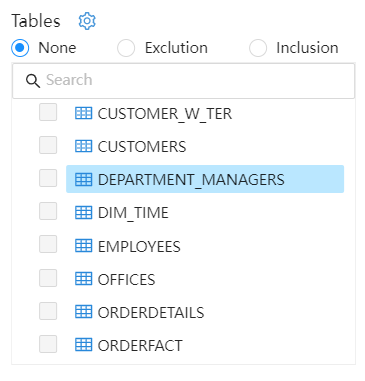 Tables
None Exclution Inclusion
Search
CUSTOMER_W_TER
CUSTOMERS
DEPARTMENT_MANAGERS
DIM_TIME
EMPLOYEES
OFFICES
ORDERDETAILS
ORDERFACT